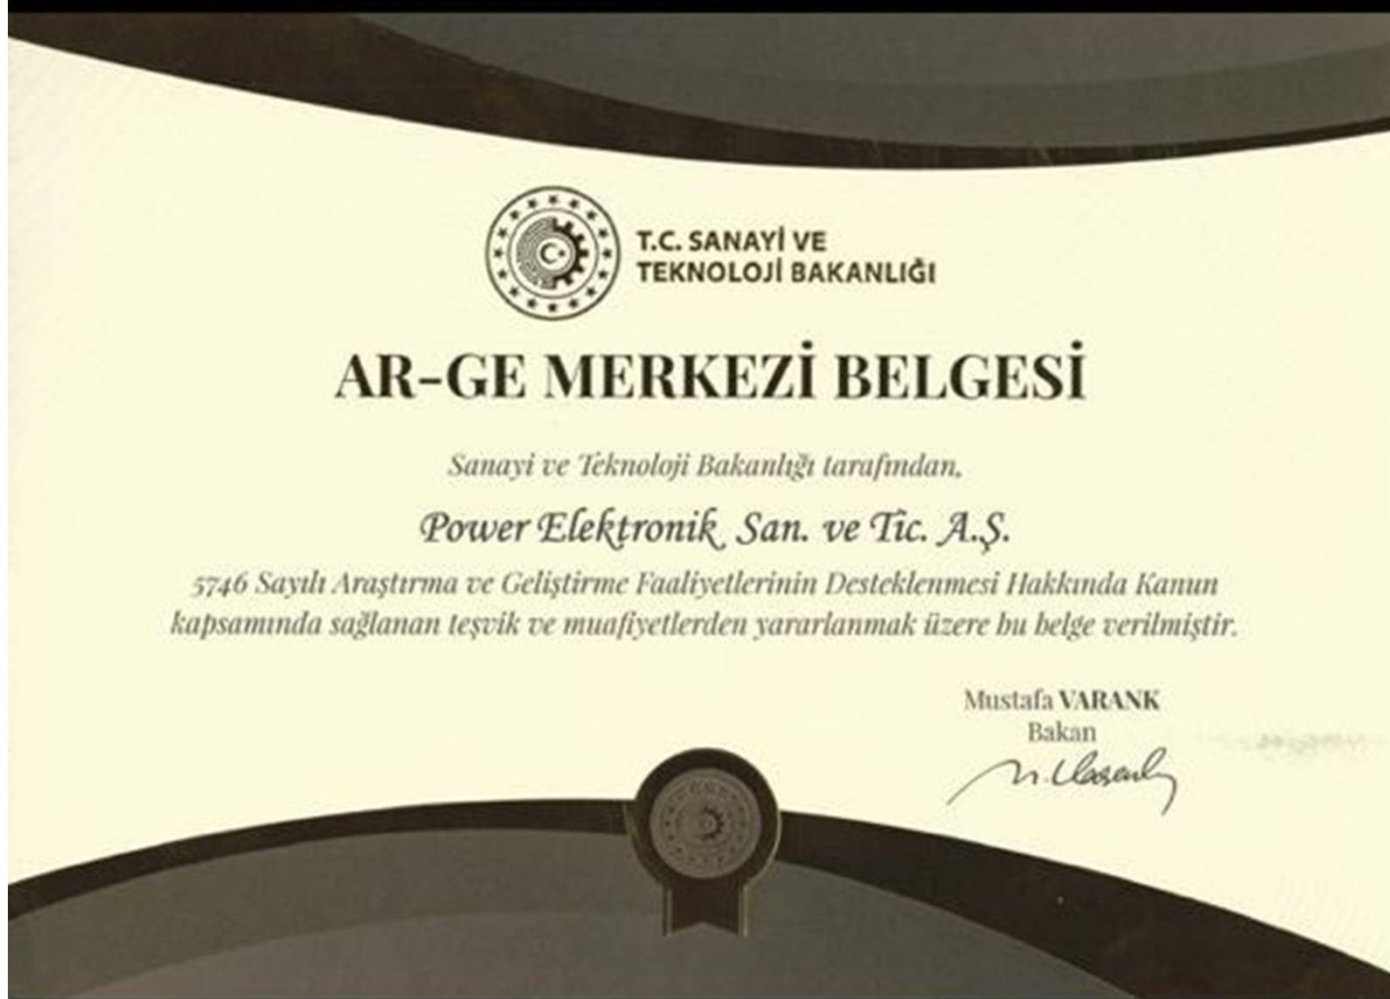 T.C. SANAYİ VE
TEKNOLOJİ BAKANLIĞI
AR-GE MERKEZİ BELGESİ
Sanayi ve Teknoloji Bakanlığı tarafından,
Power Elektronik San. ve Tic. A.Ş.
5746 Sayılı Araştırma ve Geliştirme Faaliyetlerinin Desteklenmesi Hakkında Kanun
kapsamında sağlanan teşvik ve muafiyetlerden yararlanmak üzere bu belge verilmiştir.
Mustafa VARANK
Bakan